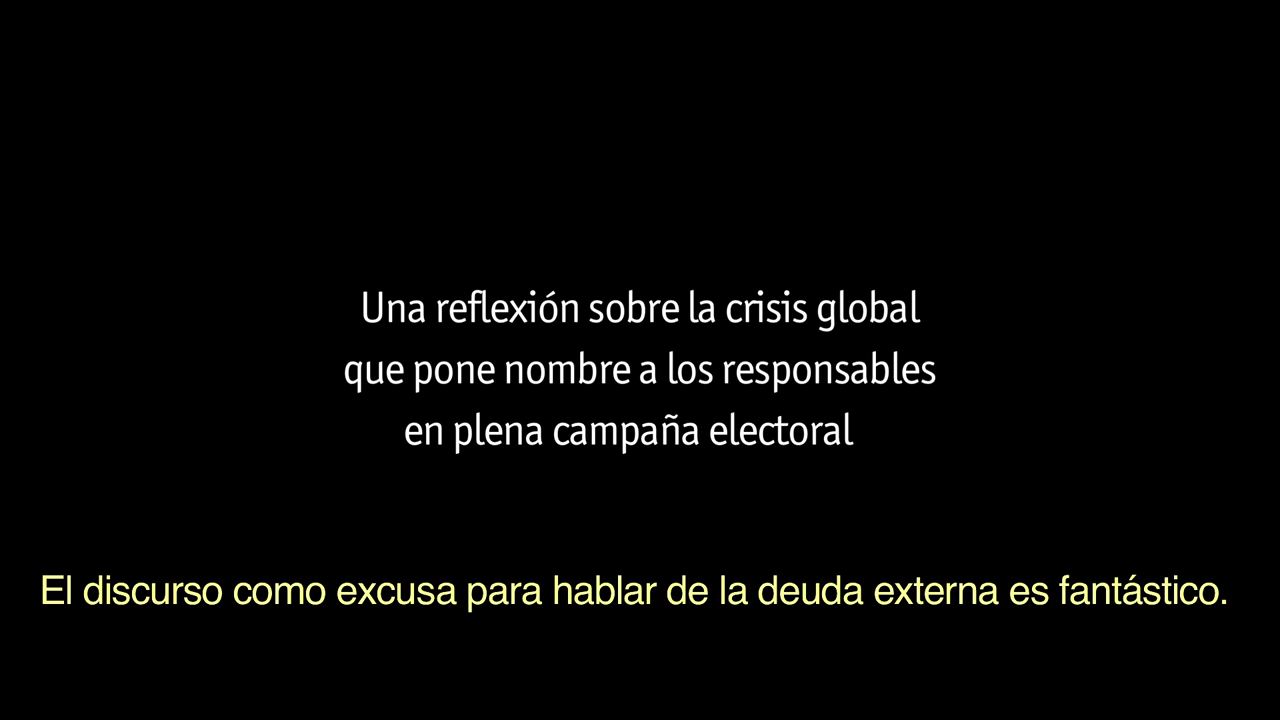 Una reflexión sobre la crisis global
que pone nombre a los responsables
en plena campaña electoral
El discurso como excusa para hablar de la deuda externa es fantástico.